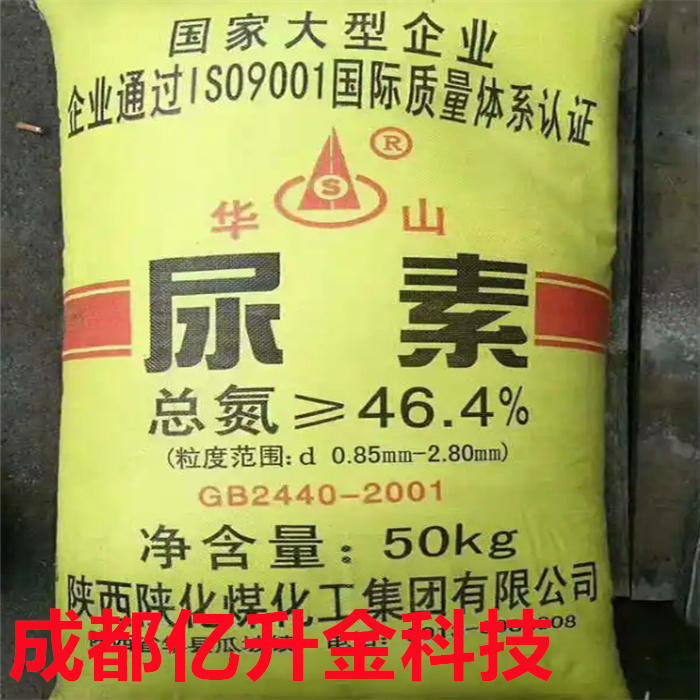 国家大型企业
企业通过ISO9001国际质量体系认证
华 S ® 山
尿素
总氮≥46.4%
(粒度范围:d 0.85mm-2.80mm)
GB2440-2001
净含量:50kg
陕西陕化煤化工集团有限公司
成都亿升金科技